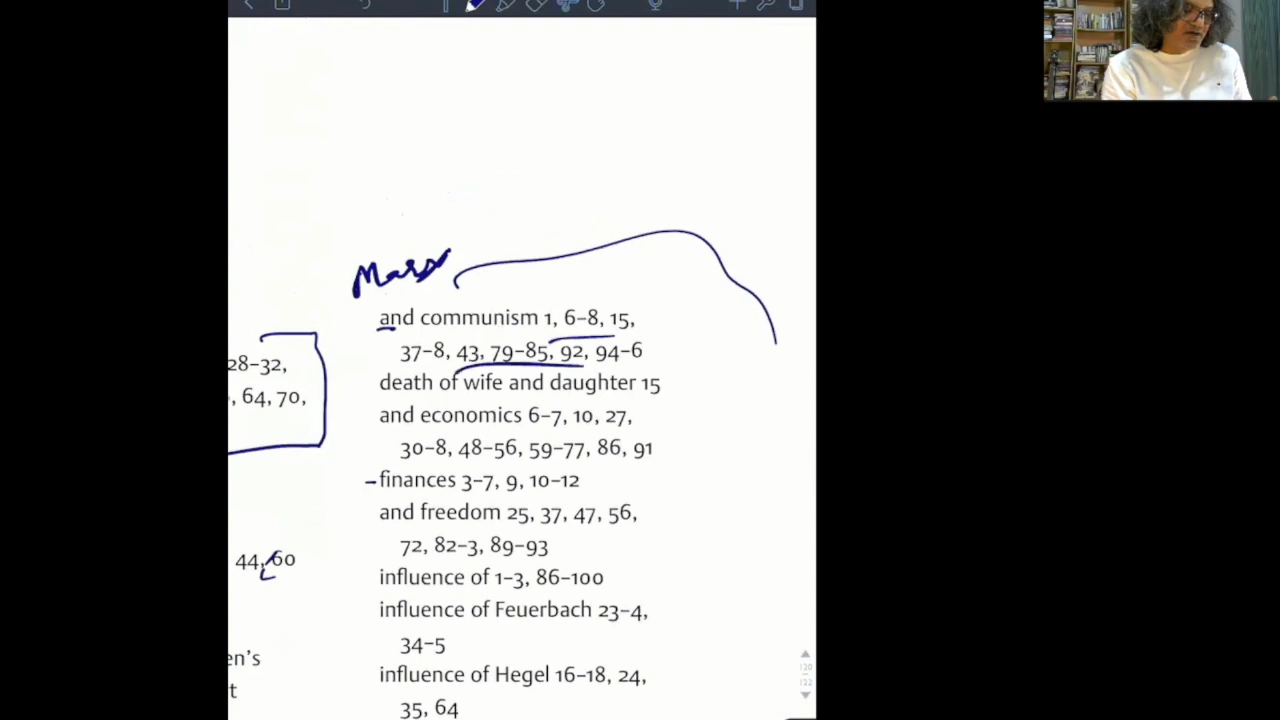 Marx
and communism 1, 6–8, 15,
37–8, 43, 79–85, 92, 94–6
death of wife and daughter 15
and economics 6–7, 10, 27,
30–8, 48–56, 59–77, 86, 91
finances 3–7, 9, 10–12
and freedom 25, 37, 47, 56,
72, 82–3, 89–93
influence of 1–3, 86–100
influence of Feuerbach 23–4,
34–5
influence of Hegel 16–18, 24,
35, 64
28–32,
, 64, 70,
44, 60
en's
t
120
122